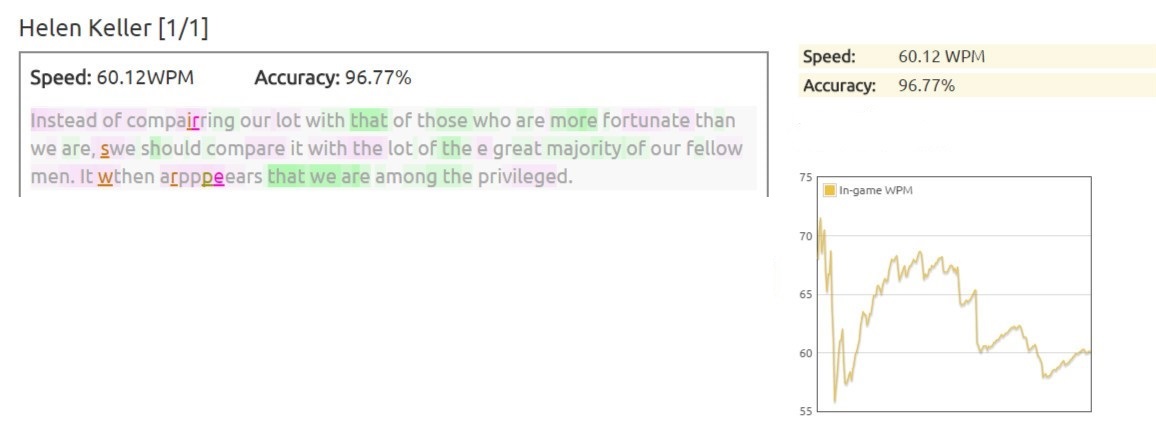 Helen Keller [1/1]
Speed: 60.12WPM Accuracy: 96.77%
Instead of compairring our lot with that of those who are more fortunate than
we are, swe should compare it with the lot of the e great majority of our fellow
men. It wthen arpppeears that we are among the privileged.
Speed: 60.12 WPM
Accuracy: 96.77%
In-game WPM
75
70
65
60
55